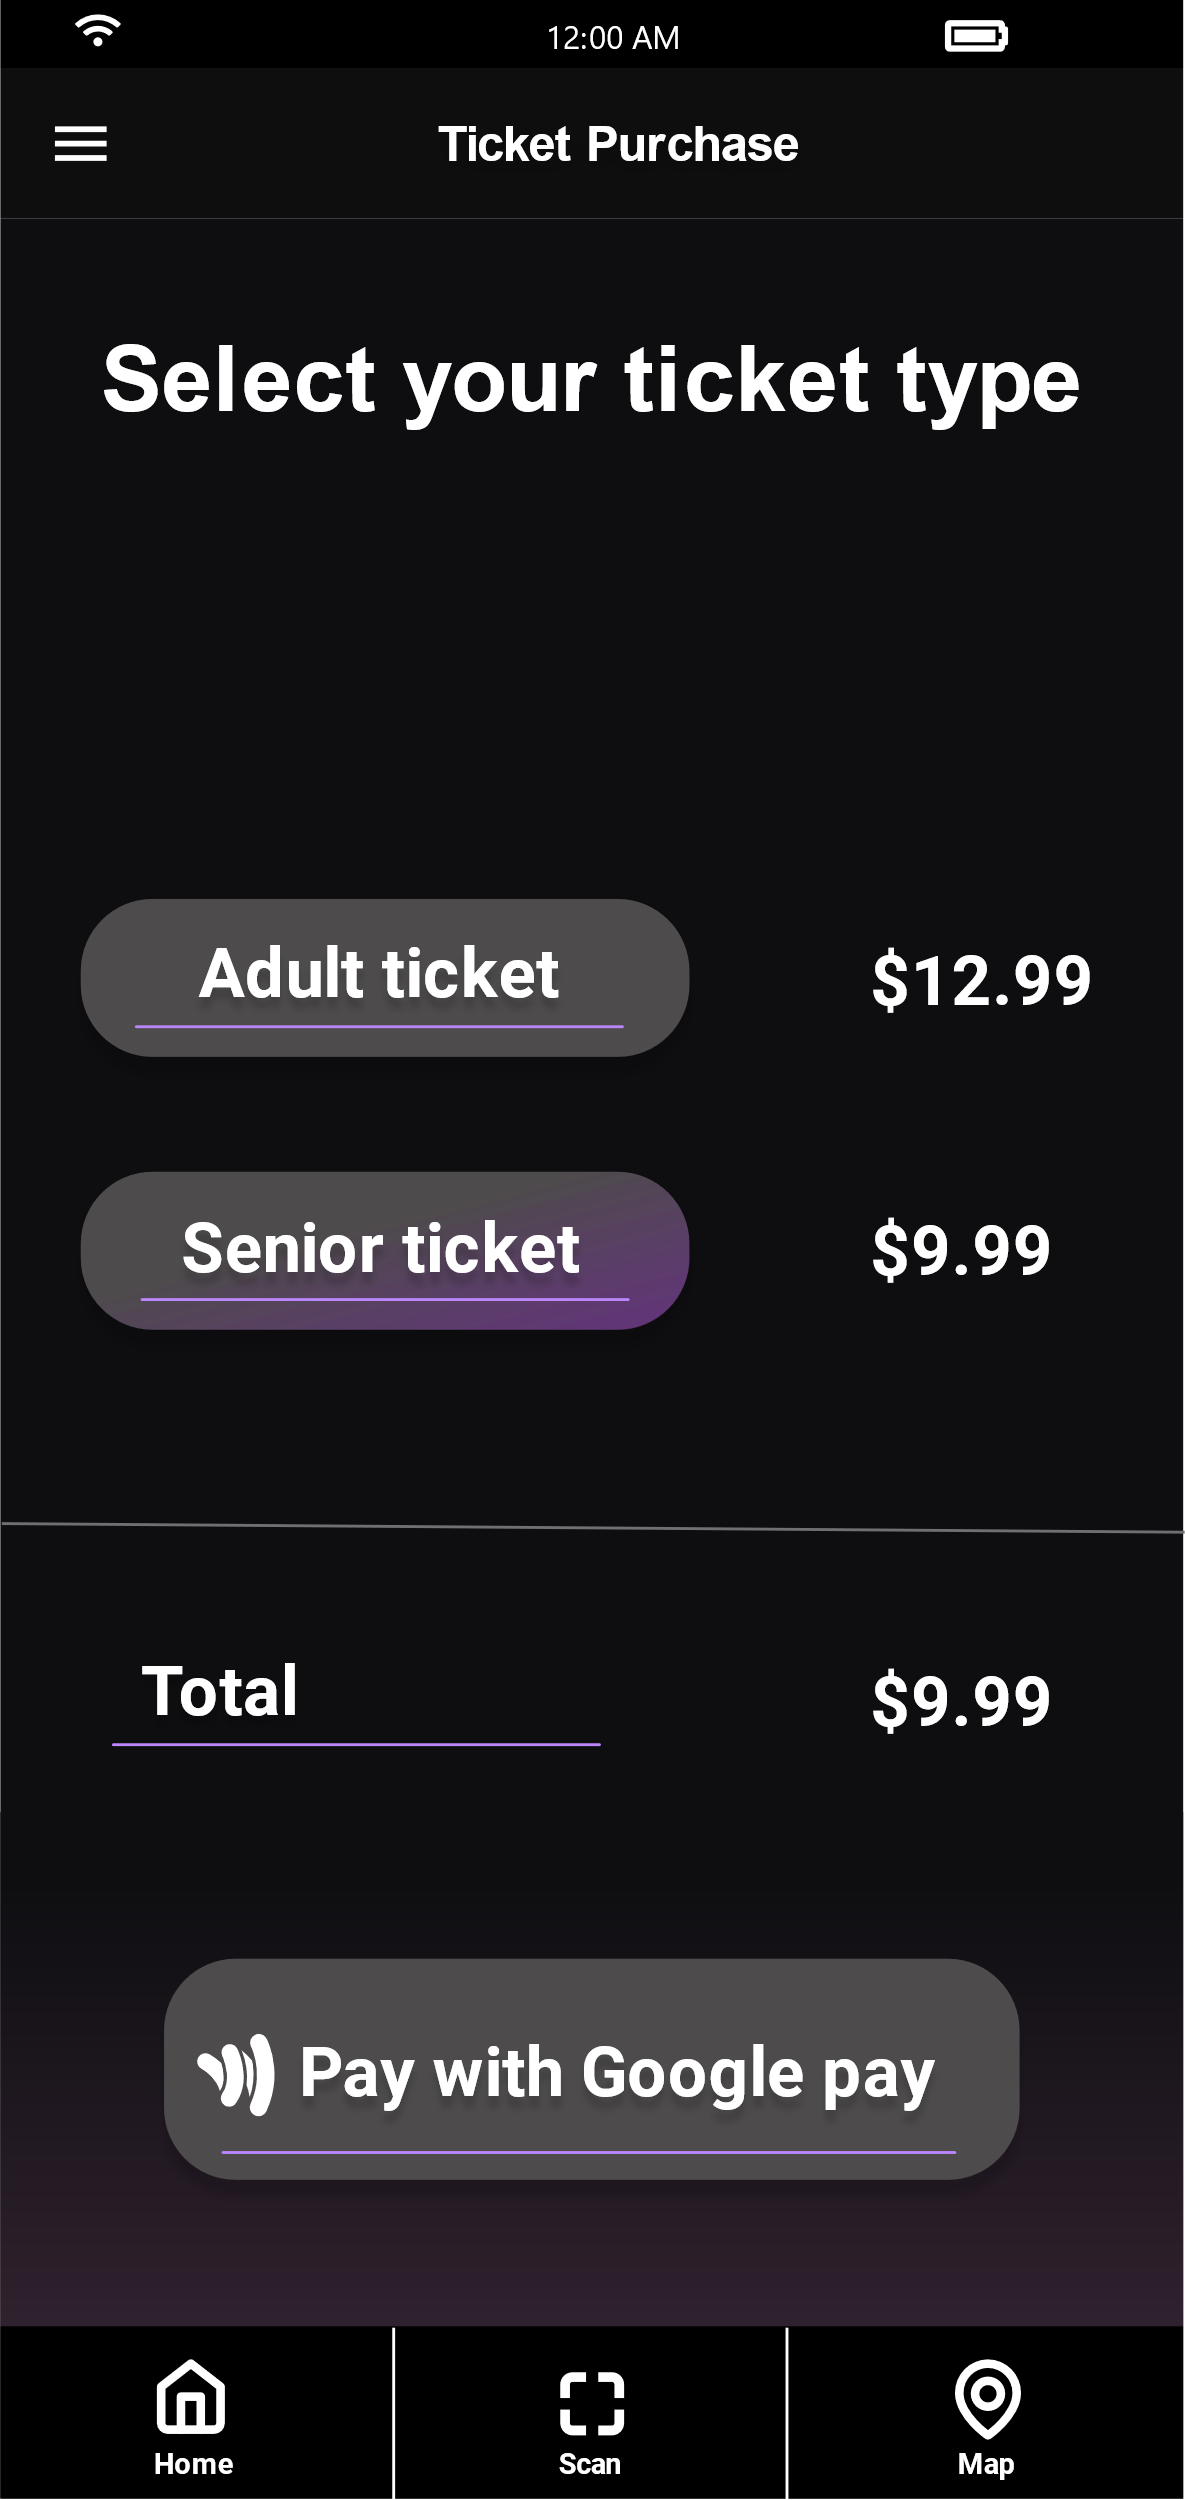 12:00 AM
Ticket Purchase
Select your ticket type
Adult ticket
$12.99
Senior ticket
$9.99
Total
$9.99
Pay with Google pay
Home
Scan
Map